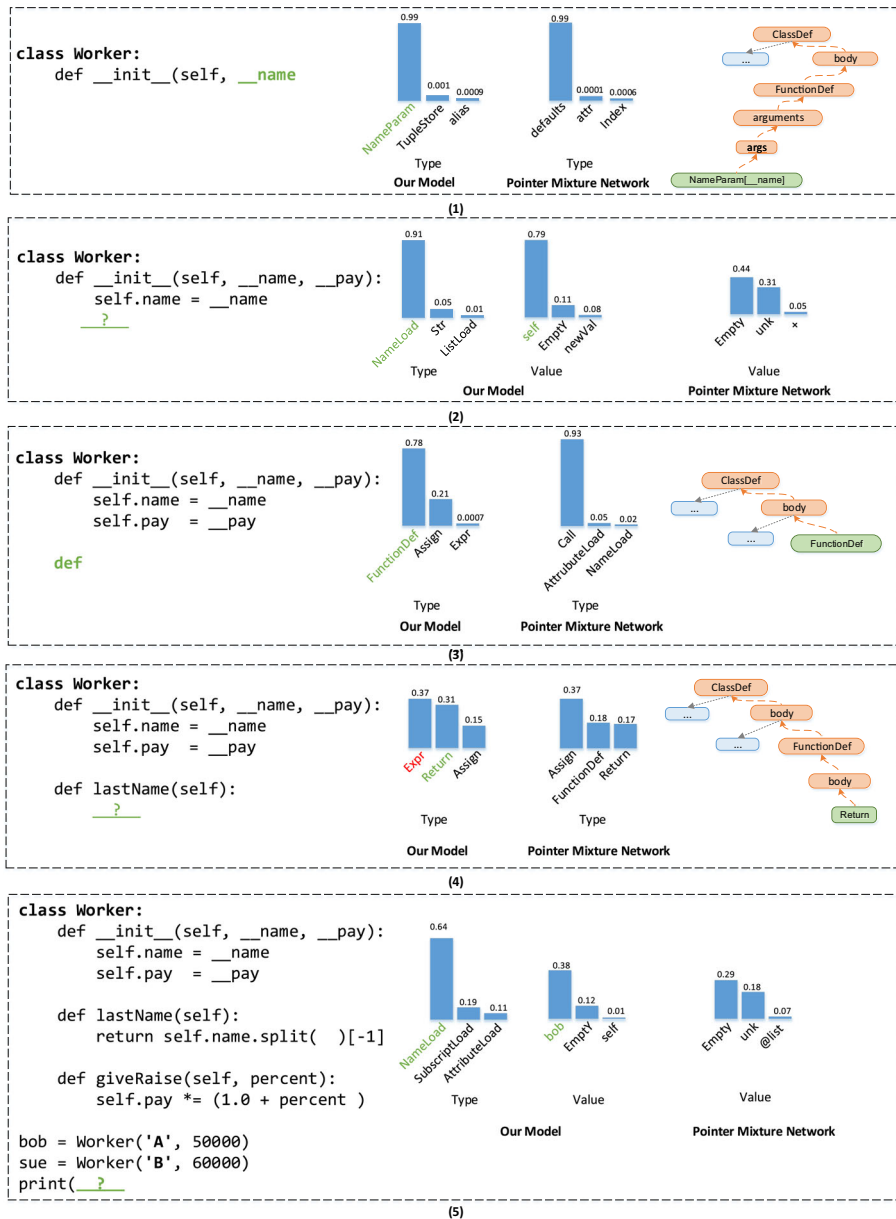 class Worker:
def __init__(self, __name
0.99
0.001
0.0009
NameParam
TupleStore
alias
Type
Our Model
0.99
0.0001
0.0006
defaults
attr
Index
Type
Pointer Mixture Network
ClassDef
...
body
FunctionDef
arguments
args
NameParam[__name]
(1)
class Worker:
def __init__(self, __name, __pay):
self.name = __name
__?__
0.91
0.05
0.01
NameLoad
Str
ListLoad
Type
0.79
0.11
0.08
self
EmptY
newVal
Value
Our Model
0.44
0.31
0.05
Empty
unk
+
Value
Pointer Mixture Network
(2)
class Worker:
def __init__(self, __name, __pay):
self.name = __name
self.pay  = __pay
def
0.78
0.21
0.0007
FunctionDef
Assign
Expr
Type
Our Model
0.93
0.05
0.02
Call
AttrubuteLoad
NameLoad
Type
Pointer Mixture Network
ClassDef
...
body
...
FunctionDef
(3)
class Worker:
def __init__(self, __name, __pay):
self.name = __name
self.pay  = __pay
def lastName(self):
__?__
0.37
0.31
0.15
Expr
Return
Assign
Type
Our Model
0.37
0.18
0.17
Assign
FunctionDef
Return
Type
Pointer Mixture Network
ClassDef
...
body
...
FunctionDef
body
Return
(4)
class Worker:
def __init__(self, __name, __pay):
self.name = __name
self.pay  = __pay
def lastName(self):
return self.name.split(  )[-1]
def giveRaise(self, percent):
self.pay *= (1.0 + percent )
bob = Worker('A', 50000)
sue = Worker('B', 60000)
print(__?__
0.64
0.19
0.11
NameLoad
SubscriptLoad
AttributeLoad
Type
0.38
0.12
0.01
bob
EmptY
self
Value
Our Model
0.29
0.18
0.07
Empty
unk
@list
Value
Pointer Mixture Network
(5)